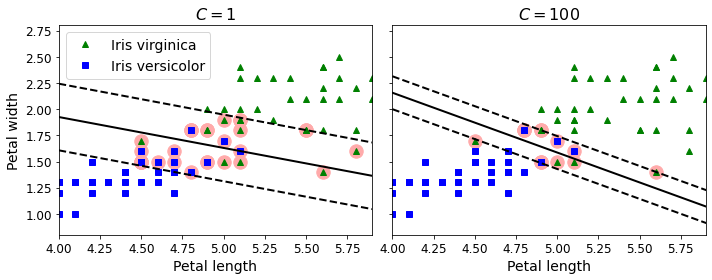 C = 1
C = 100
Iris virginica
Iris versicolor
Petal width
2.75
2.50
2.25
2.00
1.75
1.50
1.25
1.00
4.00 4.25 4.50 4.75 5.00 5.25 5.50 5.75
4.00 4.25 4.50 4.75 5.00 5.25 5.50 5.75
Petal length
Petal length